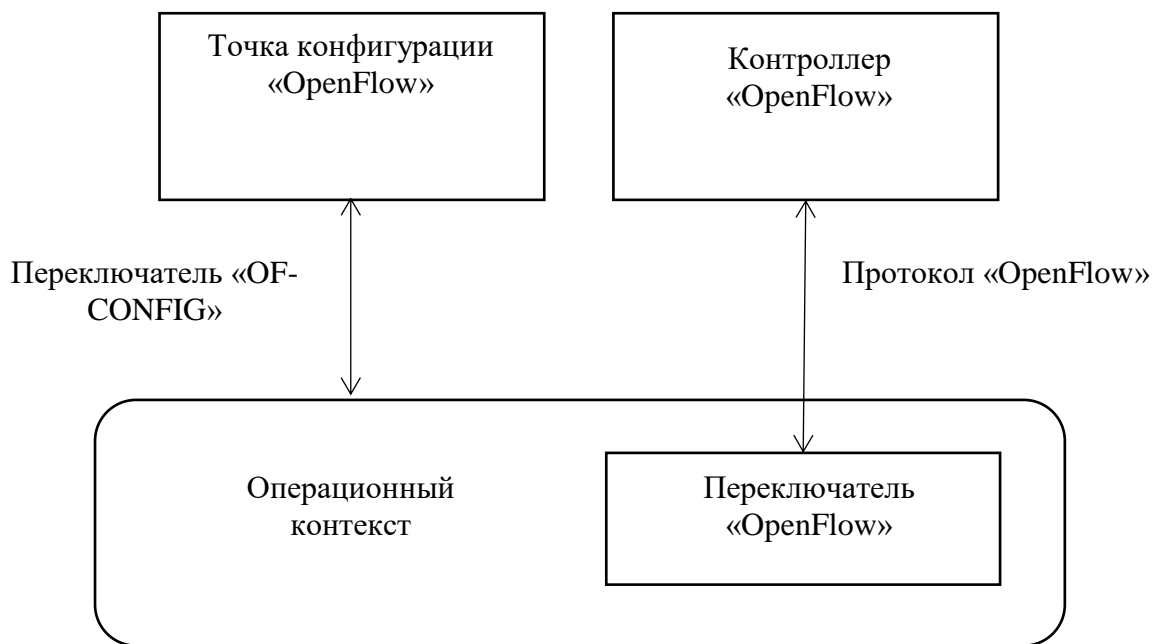 Точка конфигурации
«OpenFlow»
Контроллер
«OpenFlow»
Переключатель «OF-
CONFIG»
Протокол «OpenFlow»
Операционный
контекст
Переключатель
«OpenFlow»